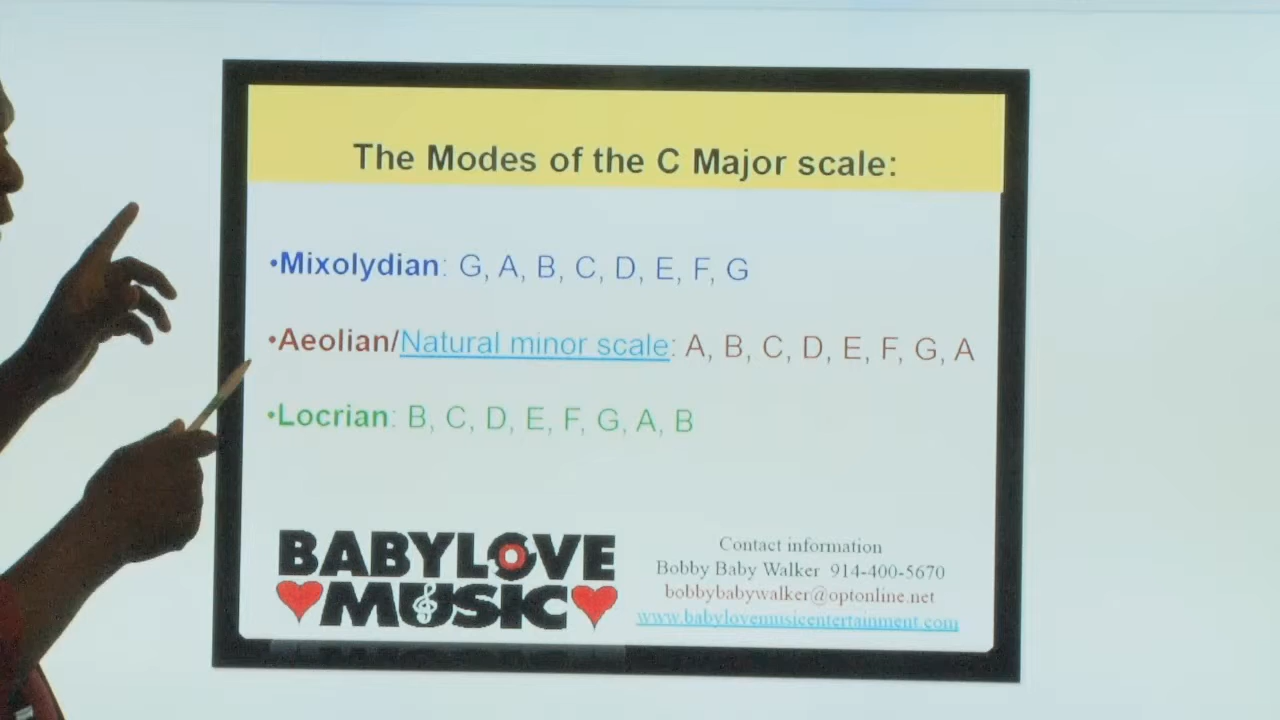 The Modes of the C Major scale:
•Mixolydian: G, A, B, C, D, E, F, G
•Aeolian/Natural minor scale: A, B, C, D, E, F, G, A
•Locrian: B, C, D, E, F, G, A, B
BABYLOVE
MUSIC
Contact information
Bobby Baby Walker 914-400-5670
bobbybabywalker@optonline.net
www.babylovemusicentertainment.com